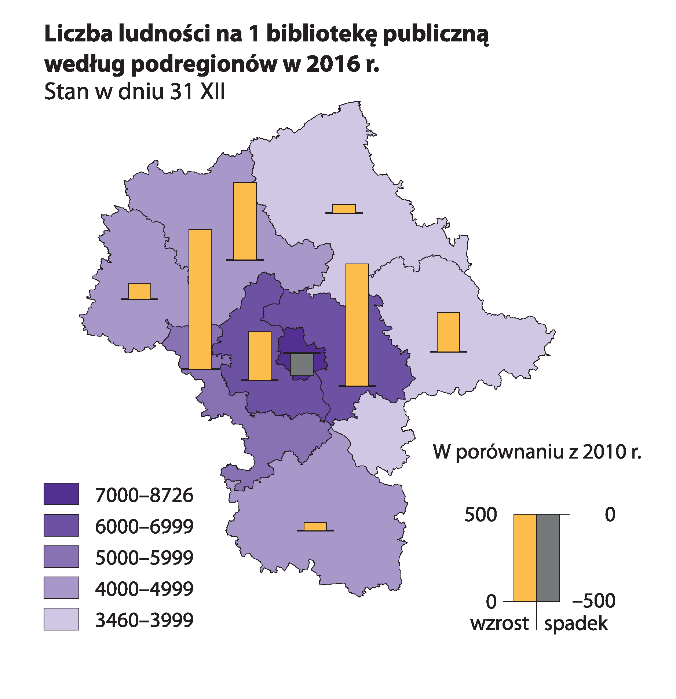 Liczba ludności na 1 bibliotekę publiczną
według podregionów w 2016 r.
Stan w dniu 31 XII
W porównaniu z 2010 r.
7000–8726
6000–6999
5000–5999
4000–4999
3460–3999
500 0
0 –500
wzrost spadek